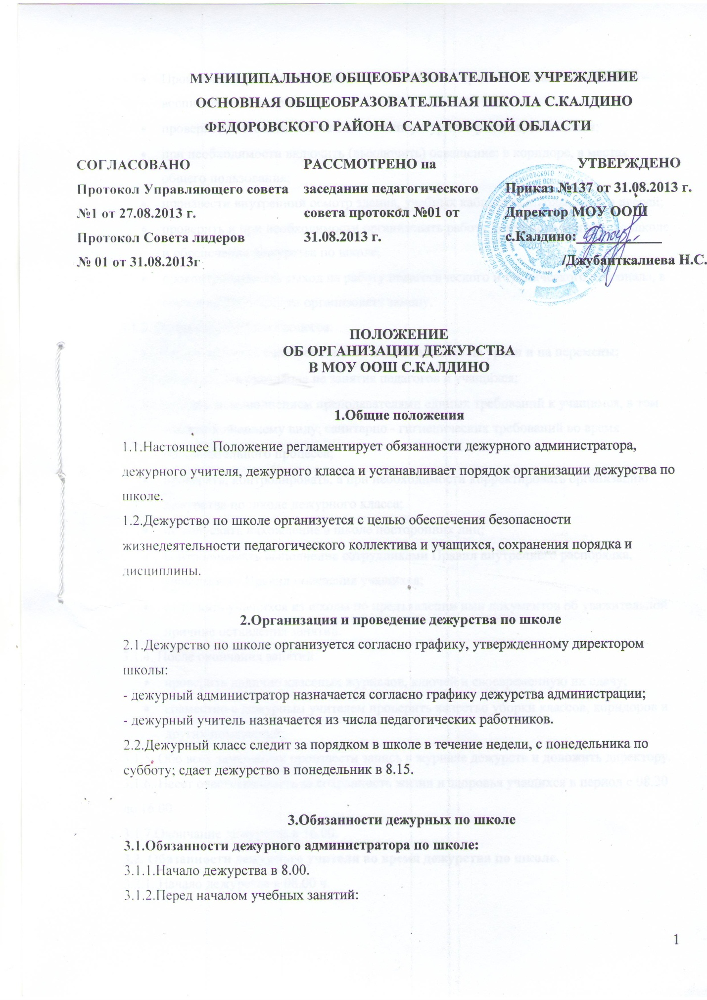 МУНИЦИПАЛЬНОЕ ОБЩЕОБРАЗОВАТЕЛЬНОЕ УЧРЕЖДЕНИЕ
ОСНОВНАЯ ОБЩЕОБРАЗОВАТЕЛЬНАЯ ШКОЛА С.КАЛДИНО
ФЕДОРОВСКОГО РАЙОНА САРАТОВСКОЙ ОБЛАСТИ
СОГЛАСОВАНО
Протокол Управляющего совета
№1 от 27.08.2013 г.
Протокол Совета лидеров
№ 01 от 31.08.2013г
РАССМОТРЕНО на
заседании педагогического
совета протокол №01 от
31.08.2013 г.
УТВЕРЖДЕНО
Приказ №137 от 31.08.2013 г.
Директор МОУ ООШ
с.Калдино:____________
/Джубаиткалиева Н.С.
ПОЛОЖЕНИЕ
ОБ ОРГАНИЗАЦИИ ДЕЖУРСТВА
В МОУ ООШ С.КАЛДИНО
1.Общие положения
1.1.Настоящее Положение регламентирует обязанности дежурного администратора,
дежурного учителя, дежурного класса и устанавливает порядок организации дежурства по
школе.
1.2.Дежурство по школе организуется с целью обеспечения безопасности
жизнедеятельности педагогического коллектива и учащихся, сохранения порядка и
дисциплины.
2.Организация и проведение дежурства по школе
2.1.Дежурство по школе организуется согласно графику, утвержденному директором
школы:
- дежурный администратор назначается согласно графику дежурства администрации;
- дежурный учитель назначается из числа педагогических работников.
2.2.Дежурный класс следит за порядком в школе в течение недели, с понедельника по
субботу; сдает дежурство в понедельник в 8.15.
3.Обязанности дежурных по школе
3.1.Обязанности дежурного администратора по школе:
3.1.1.Начало дежурства в 8.00.
3.1.2.Перед началом учебных занятий:
1